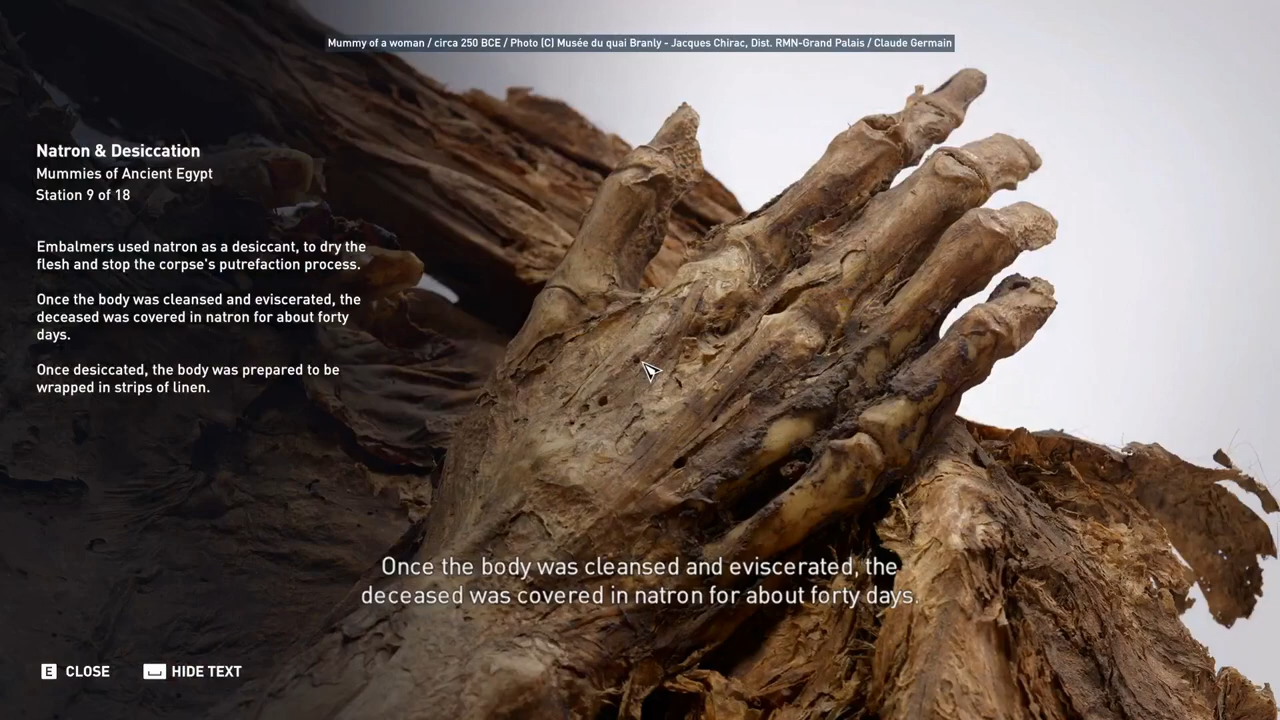 Mummy of a woman / circa 250 BCE / Photo (C) Musée du quai Branly - Jacques Chirac, Dist. RMN-Grand Palais / Claude Germain
Natron & Desiccation
Mummies of Ancient Egypt
Station 9 of 18
Embalmers used natron as a desiccant, to dry the
flesh and stop the corpse's putrefaction process.
Once the body was cleansed and eviscerated, the
deceased was covered in natron for about forty
days.
Once desiccated, the body was prepared to be
wrapped in strips of linen.
Once the body was cleansed and eviscerated, the
deceased was covered in natron for about forty days.
E CLOSE
HIDE TEXT